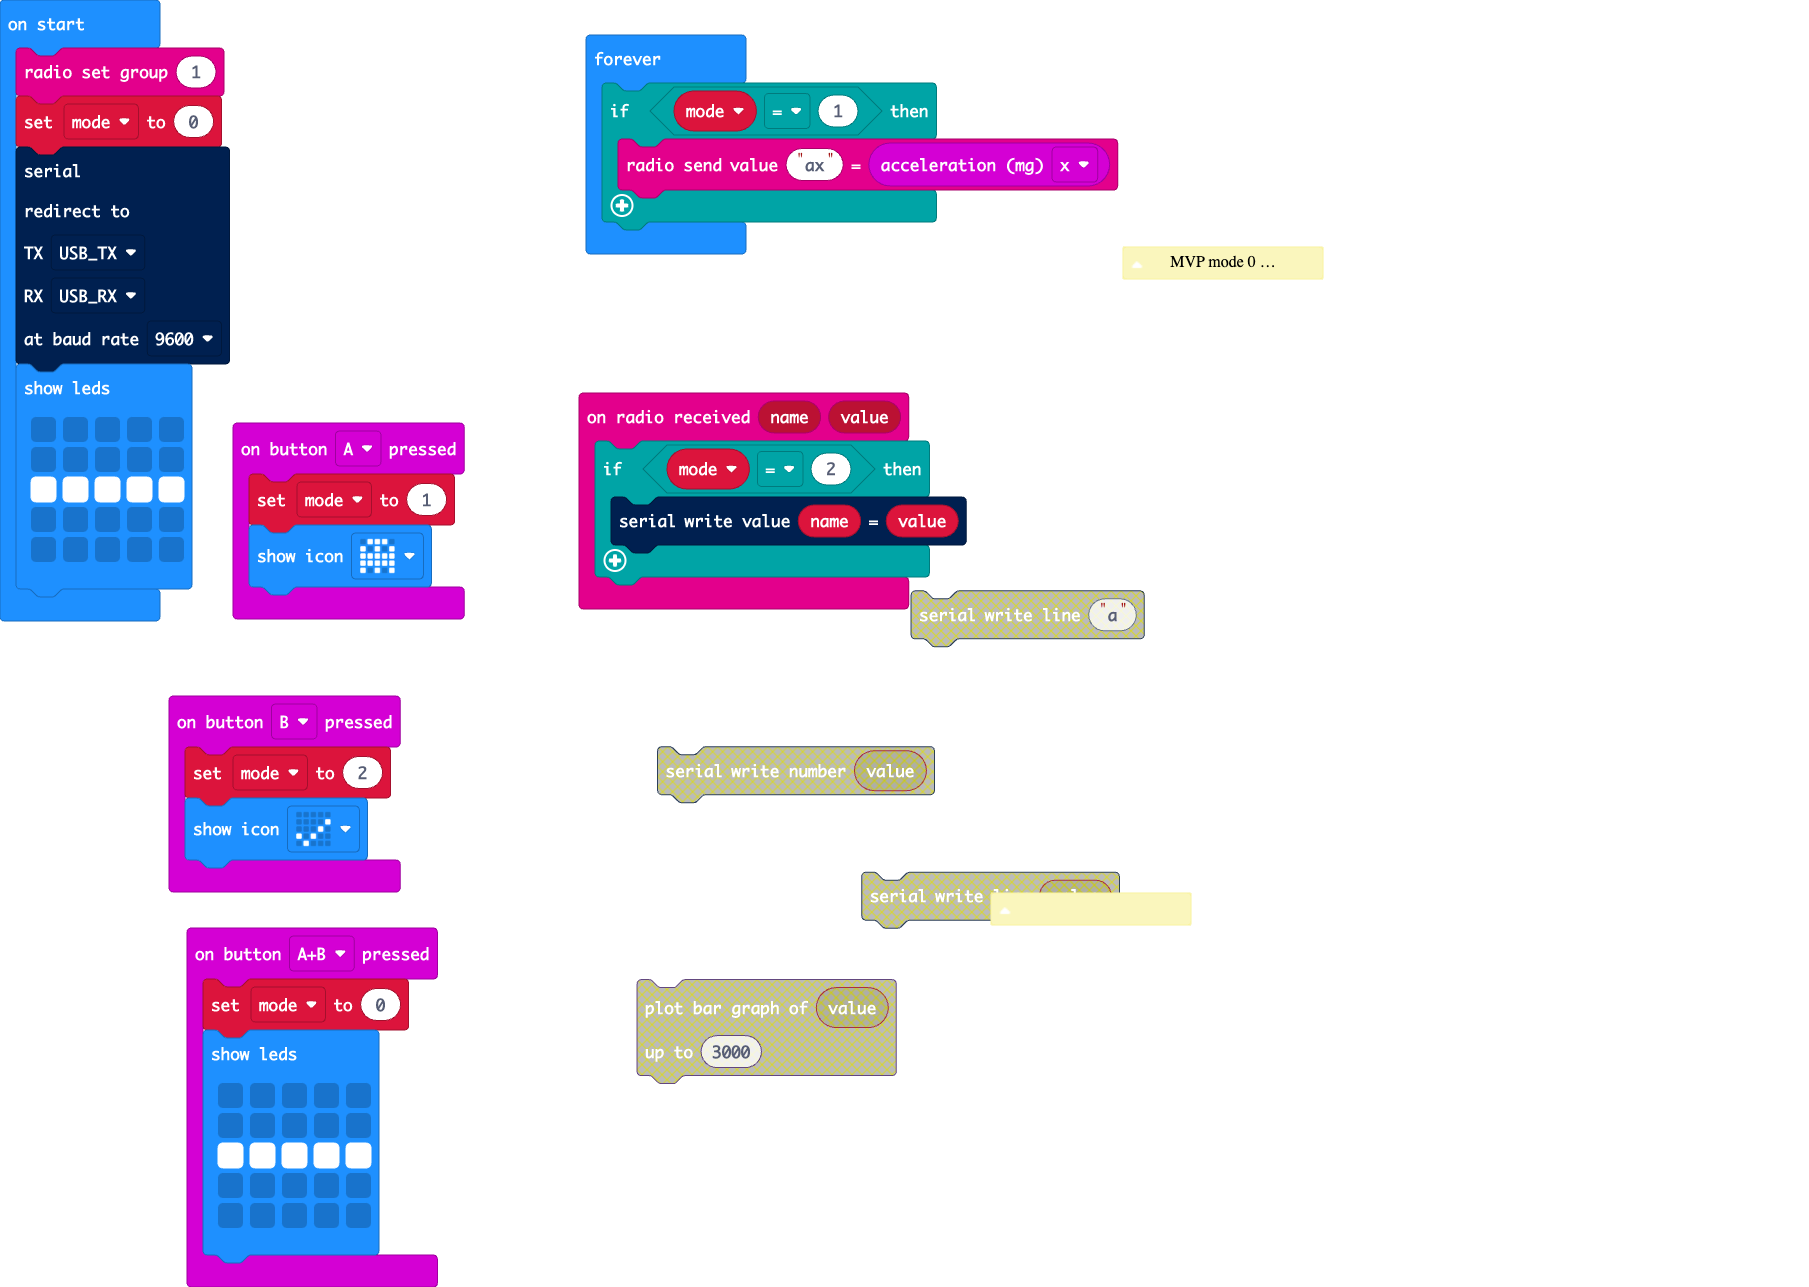 on start
radio set group 1
set mode to 0
serial
redirect to
TX USB_TX
RX USB_RX
at baud rate 9600
show leds
on button A pressed
set mode to 1
show icon
on button B pressed
set mode to 2
show icon
on button A+B pressed
set mode to 0
show leds
forever
if mode = 1 then
radio send value "ax" = acceleration (mg) x
MVP mode 0 ...
on radio received name value
if mode = 2 then
serial write value name = value
serial write line "a"
serial write number value
serial write
plot bar graph of value
up to 3000